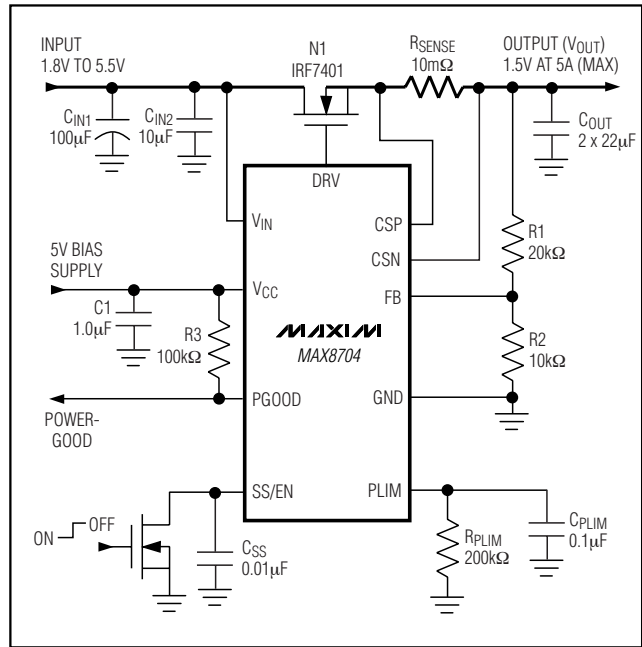 INPUT
1.8V TO 5.5V
N1
IRF7401
RSENSE
10mΩ
OUTPUT (VOUT)
1.5V AT 5A (MAX)
CIN1
100μF
CIN2
10μF
COUT
2 x 22μF
DRV
VIN
CSP
CSN
R1
20kΩ
5V BIAS
SUPPLY
VCC
FB
C1
1.0μF
R3
100kΩ
MAXIM
MAX8704
R2
10kΩ
PGOOD
GND
POWER-
GOOD
SS/EN
PLIM
ON
OFF
CSS
0.01μF
RPLIM
200kΩ
CPLIM
0.1μF